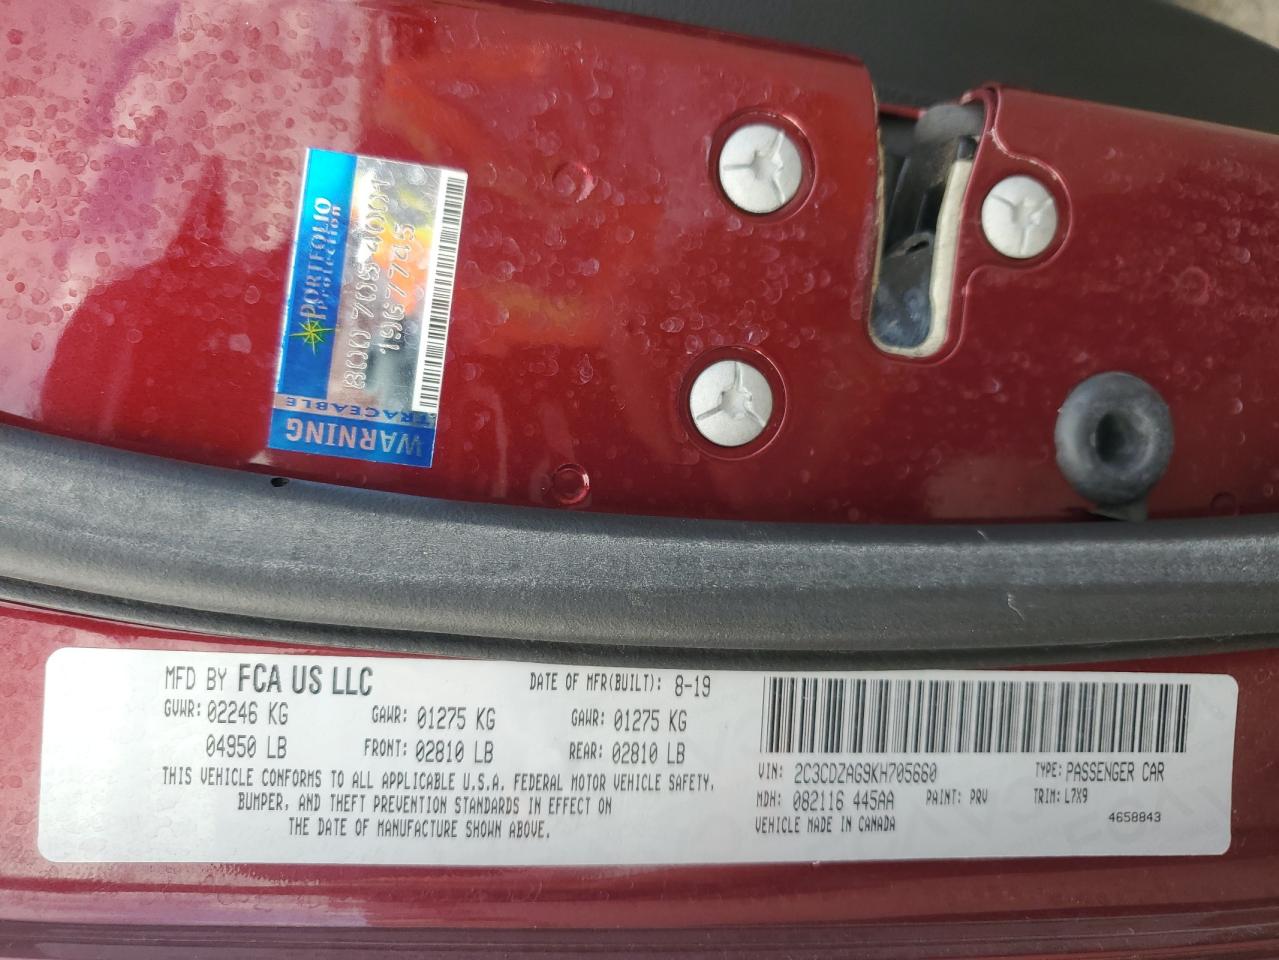 PORTFOLIO
Protection
800 705 4001
1967745
WARNING
TRACEABLE
MFD BY FCA US LLC
DATE OF MFR(BUILT): 8-19
GVWR: 02246 KG GAWR: 01275 KG GAWR: 01275 KG
04950 LB FRONT: 02810 LB REAR: 02810 LB
THIS VEHICLE CONFORMS TO ALL APPLICABLE U.S.A. FEDERAL MOTOR VEHICLE SAFETY,
BUMPER, AND THEFT PREVENTION STANDARDS IN EFFECT ON
THE DATE OF MANUFACTURE SHOWN ABOVE.
VIN: 2C3CDZAG9KH705660 TYPE: PASSENGER CAR
MDH: 082116 445AA PAINT: PRV TRIM: L7X9
VEHICLE MADE IN CANADA 4658843